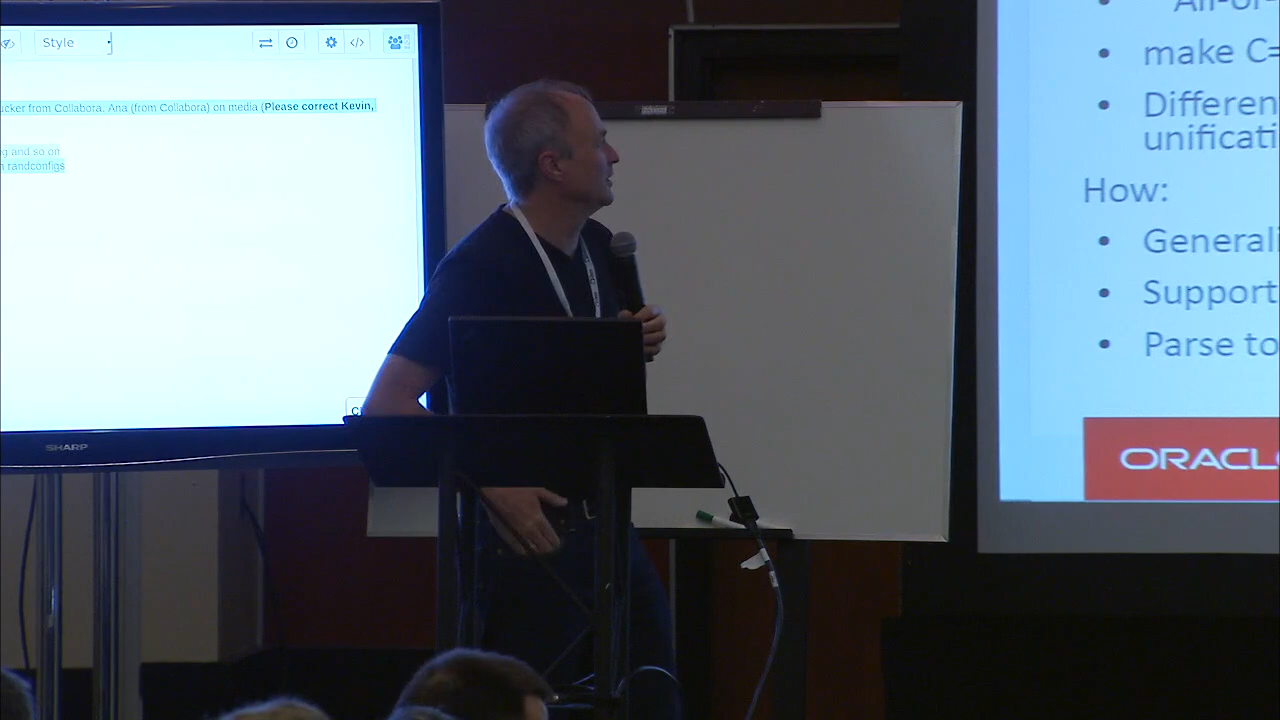 Style
ucker from Collabora. Ana (from Collabora) on media (Please correct Kevin,
g and so on
randconfigs
SHARP
make C=
Differen
unificati
How:
Generali
Support
Parse to
ORACL